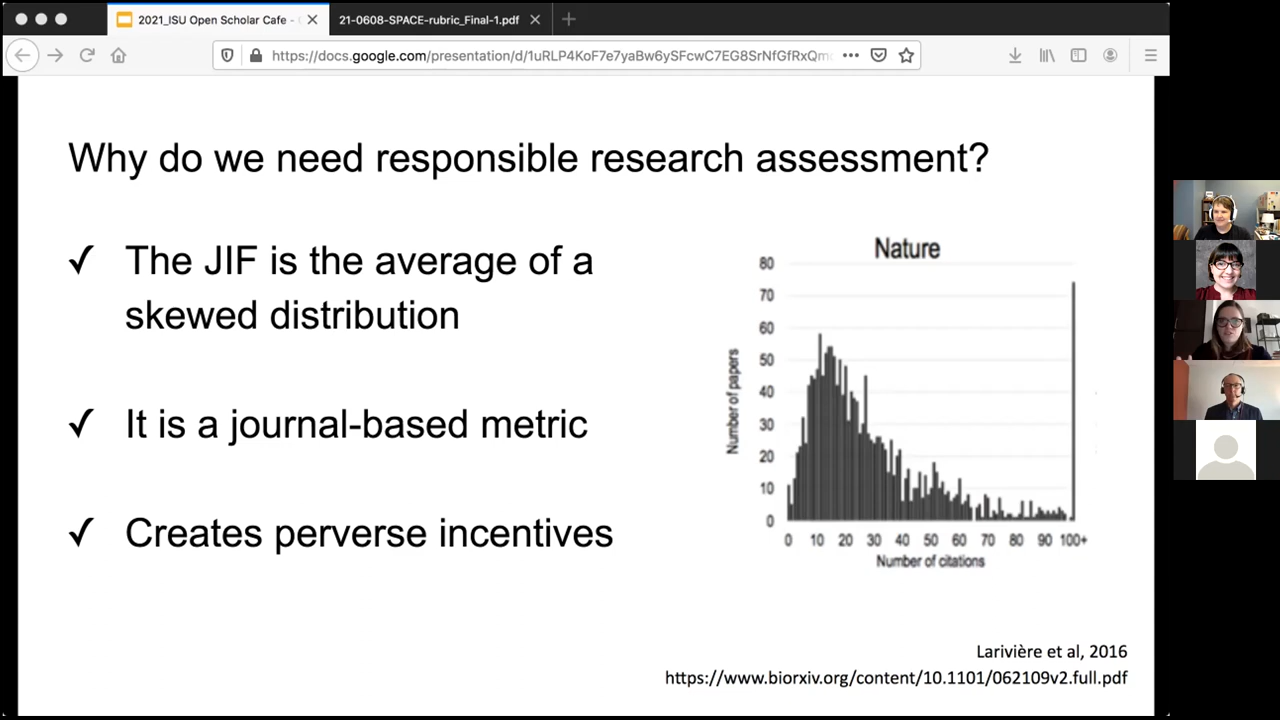 2021_ISU Open Scholar Cafe -
21-0608-SPACE-rubric_Final-1.pdf
https://docs.google.com/presentation/d/1uRLP4KoF7e7yaBw6ySFcwC7EG8SrNfGfRxQm
Why do we need responsible research assessment?
✓ The JIF is the average of a
skewed distribution
✓ It is a journal-based metric
✓ Creates perverse incentives
Nature
80
70
60
50
40
30
20
10
0
Number of papers
0 10 20 30 40 50 60 70 80 90 100+
Number of citations
Larivière et al, 2016
https://www.biorxiv.org/content/10.1101/062109v2.full.pdf